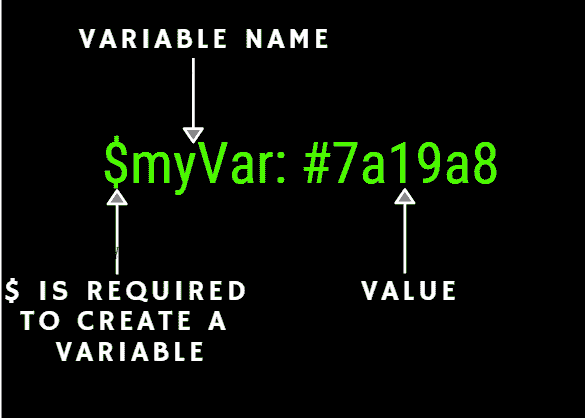 VARIABLE NAME
$myVar: #7a19a8
$ IS REQUIRED
TO CREATE A
VARIABLE
VALUE